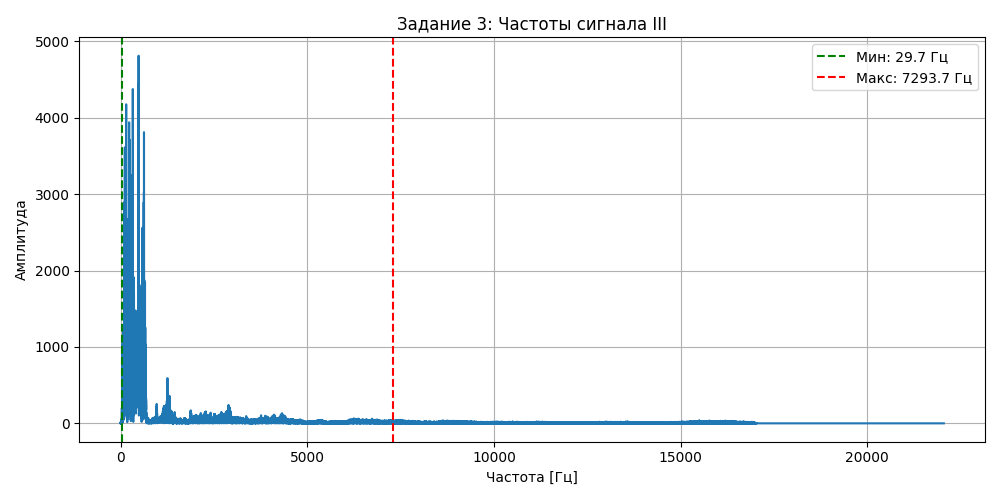 Задание 3: Частоты сигнала III
Мин: 29.7 Гц
Макс: 7293.7 Гц
Амплитуда
5000
4000
3000
2000
1000
0
0 5000 10000 15000 20000
Частота [Гц]